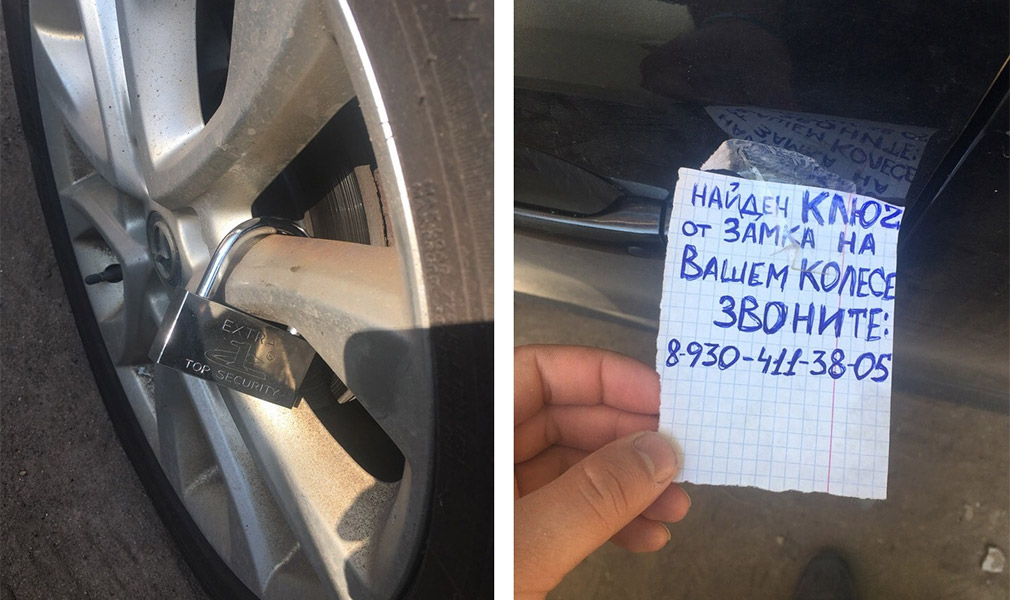 EXTRA
TOP SECURITY
НАЙДЕН КЛЮЧ
от ЗАМКА НА
ВАШЕМ КОЛЕСЕ
ЗВОНИТЕ:
8-930-411-38-05